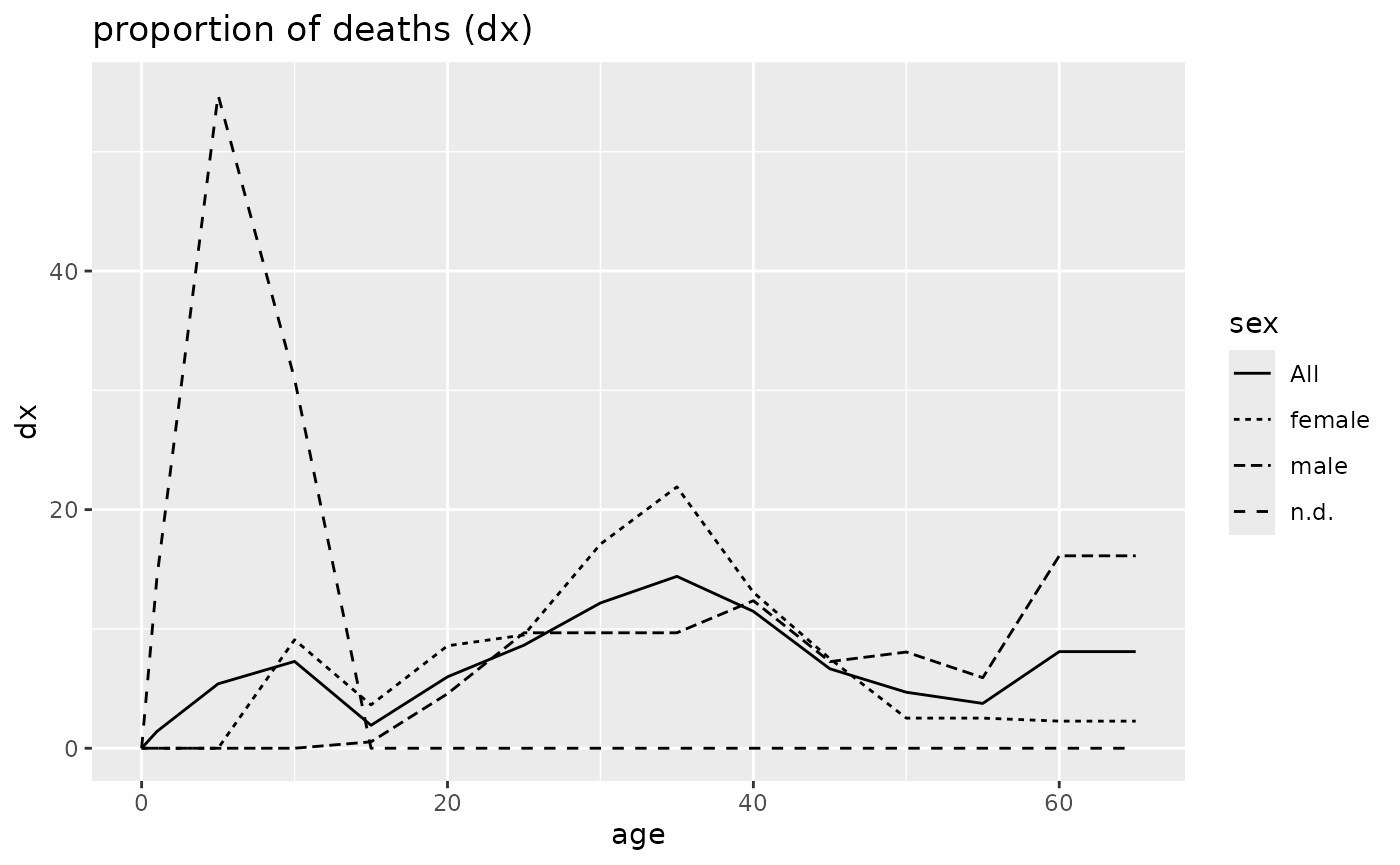 proportion of deaths (dx)
40
20
0
dx
0 20 40 60
age
sex
All
female
male
n.d.